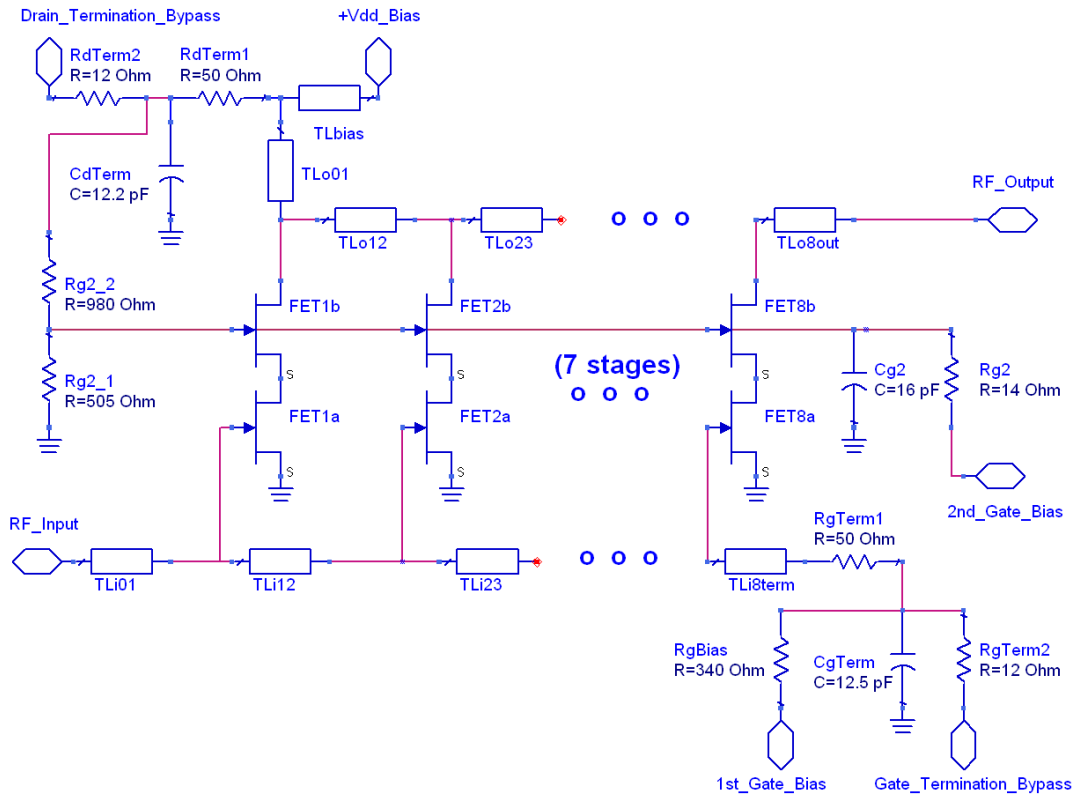 Drain_Termination_Bypass
+Vdd_Bias
RdTerm2
R=12 Ohm
RdTerm1
R=50 Ohm
TLbias
CdTerm
C=12.2 pF
TLo01
RF_Output
TLo12
TLo23
TLo8out
Rg2_2
R=980 Ohm
FET1b
FET2b
FET8b
Rg2_1
R=505 Ohm
S
S
(7 stages)
S
Cg2
C=16 pF
Rg2
R=14 Ohm
FET1a
FET2a
FET8a
S
S
S
2nd_Gate_Bias
RF_Input
RgTerm1
R=50 Ohm
TLi01
TLi12
TLi23
TLi8term
RgBias
R=340 Ohm
CgTerm
C=12.5 pF
RgTerm2
R=12 Ohm
1st_Gate_Bias
Gate_Termination_Bypass